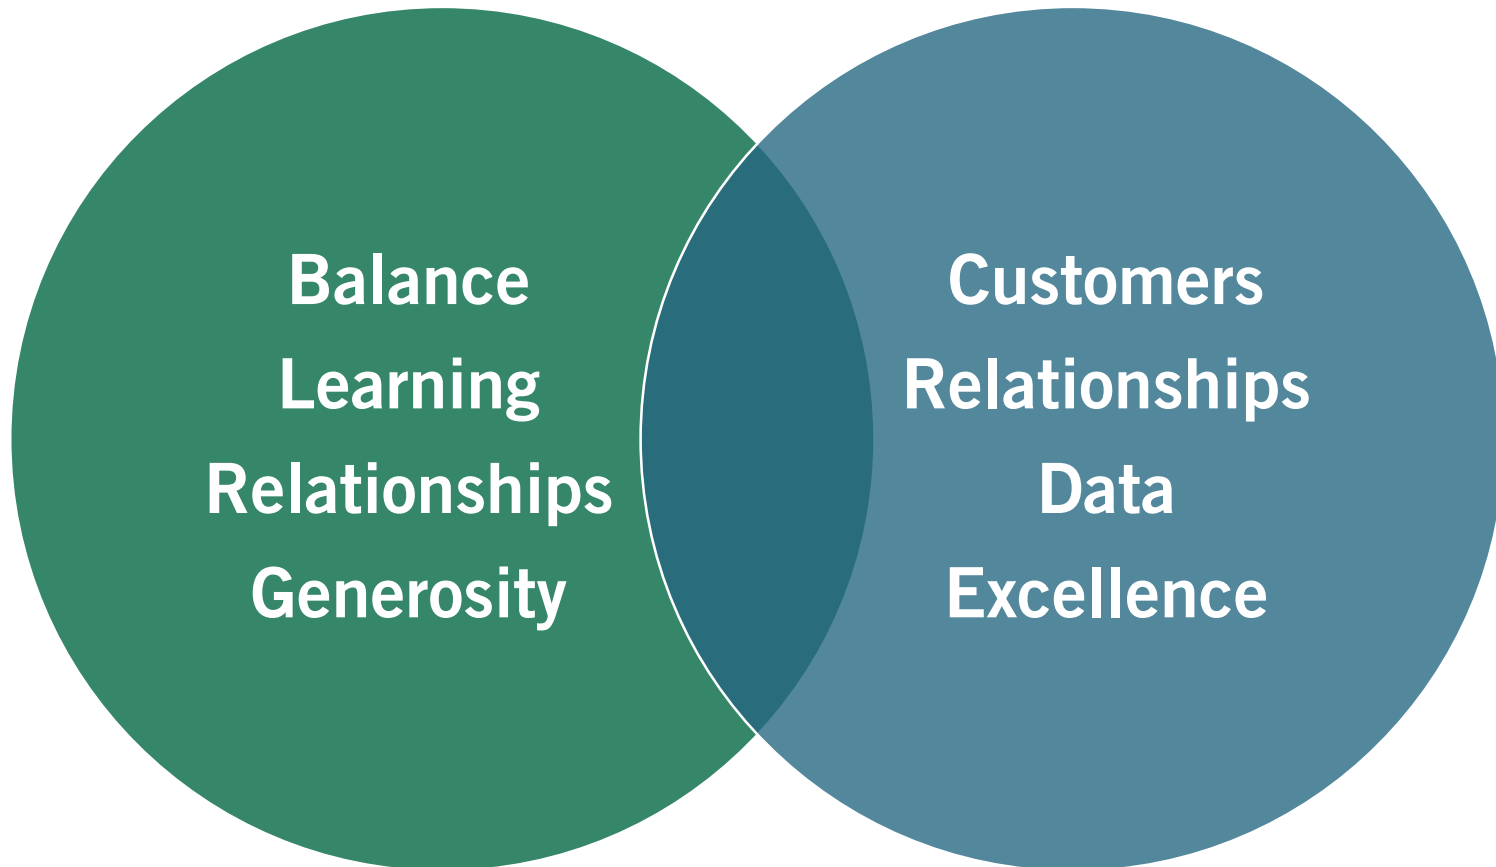 Balance
Learning
Relationships
Generosity
Customers
Relationships
Data
Excellence